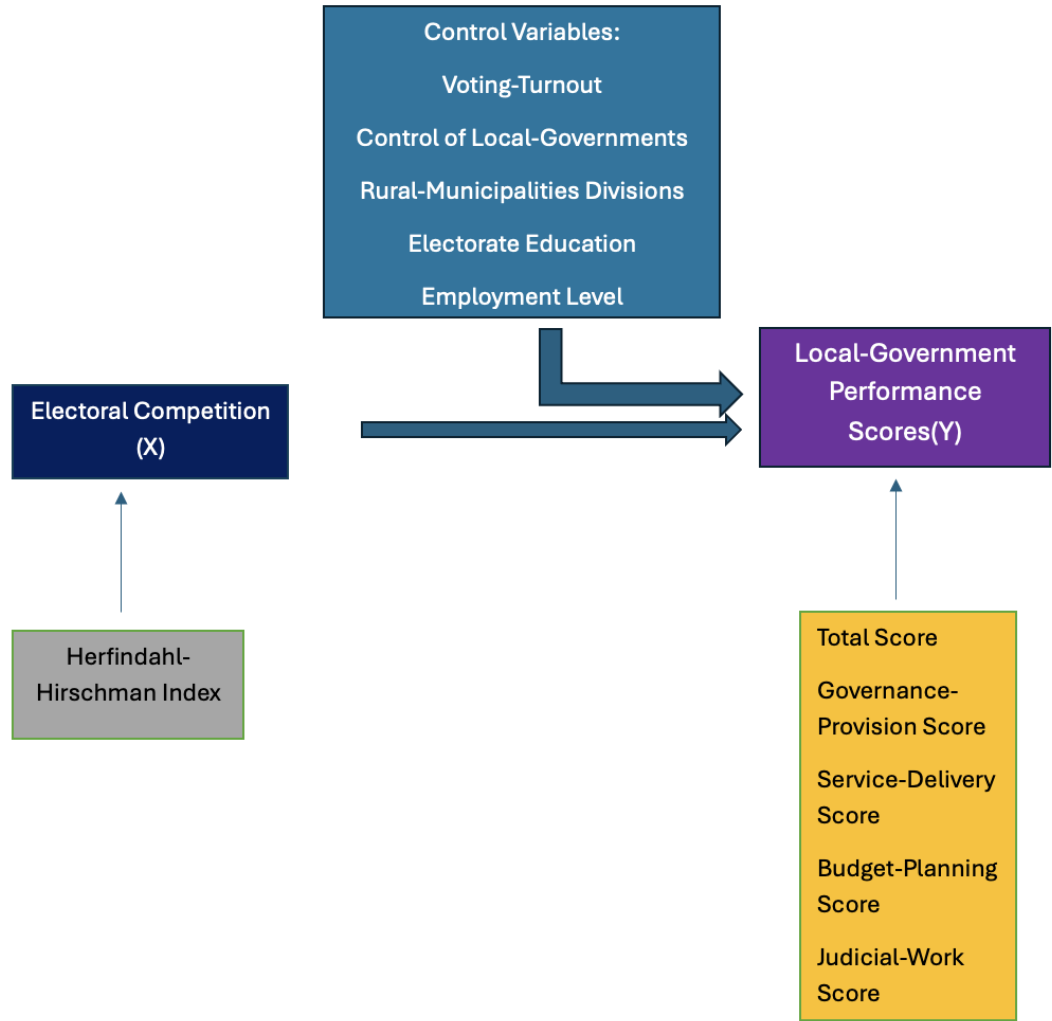 Control Variables:
Voting-Turnout
Control of Local-Governments
Rural-Municipalities Divisions
Electorate Education
Employment Level
Local-Government
Performance
Scores(Y)
Electoral Competition
(X)
Herfindahl-
Hirschman Index
Total Score
Governance-
Provision Score
Service-Delivery
Score
Budget-Planning
Score
Judicial-Work
Score